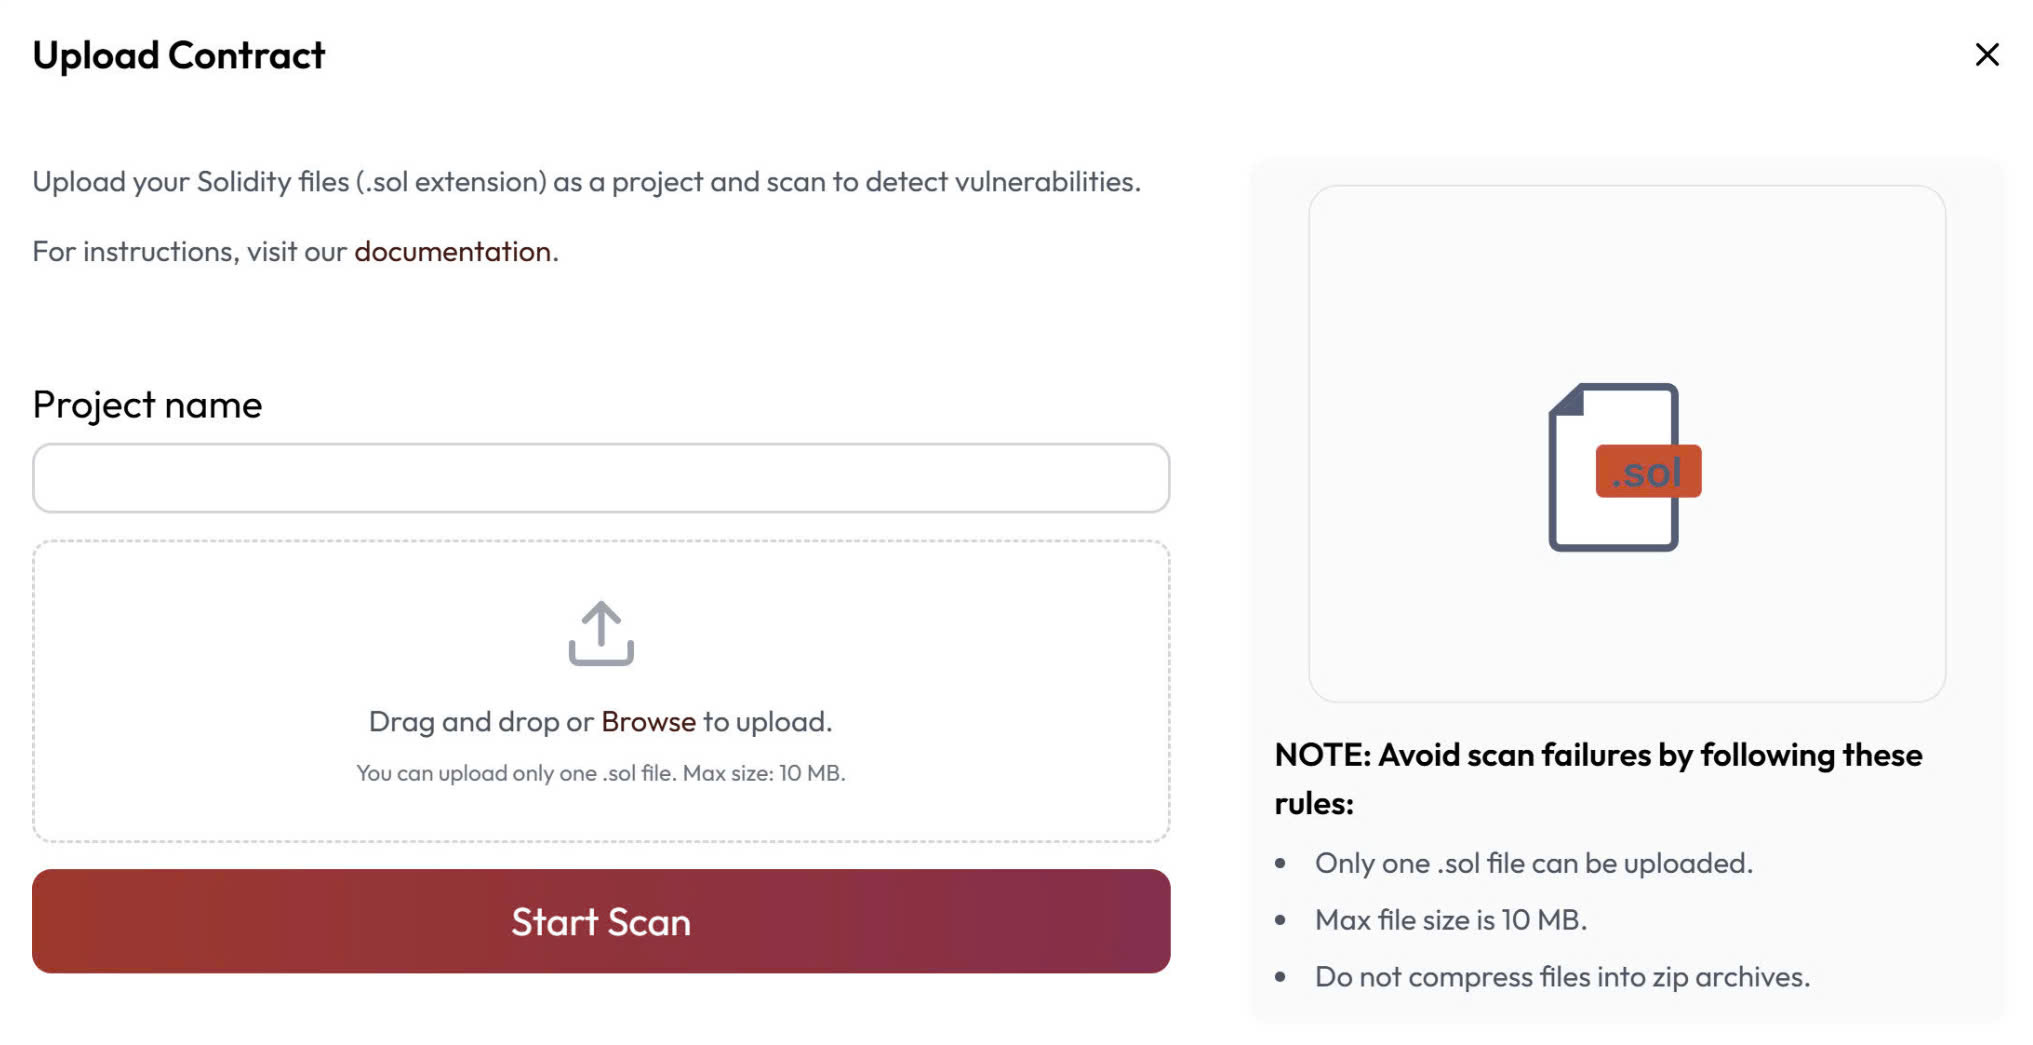 Upload Contract
Upload your Solidity files (.sol extension) as a project and scan to detect vulnerabilities.
For instructions, visit our documentation.
Project name
Drag and drop or Browse to upload.
You can upload only one .sol file. Max size: 10 MB.
Start Scan
.sol
NOTE: Avoid scan failures by following these
rules:
• Only one .sol file can be uploaded.
• Max file size is 10 MB.
• Do not compress files into zip archives.